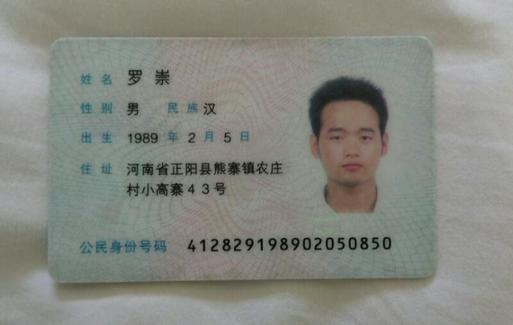 姓名 罗崇
性别 男 民族 汉
出生 1989 年 2 月 5 日
住址 河南省正阳县熊寨镇农庄
村小高寨43号
公民身份号码 412829198902050850